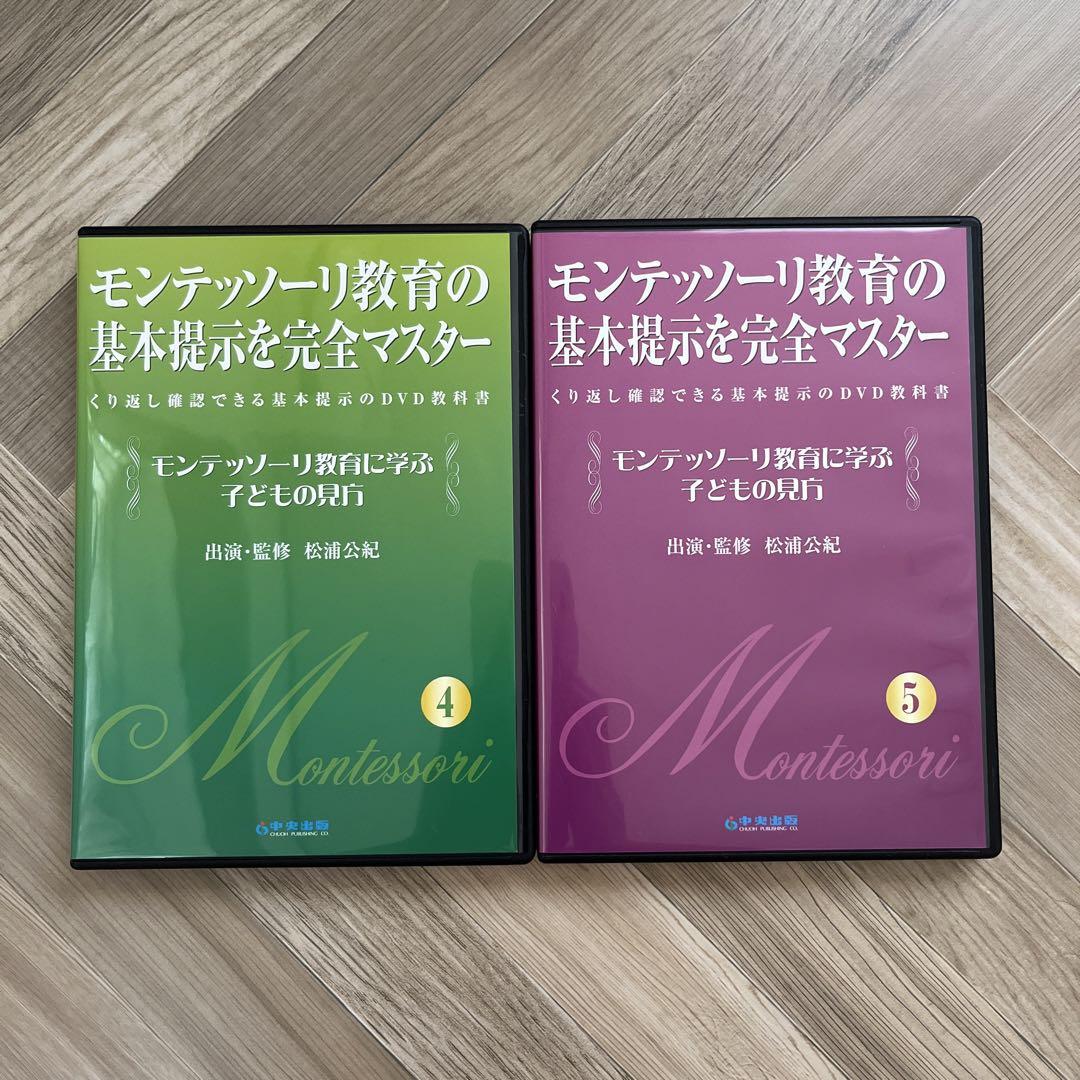 モンテッソーリ教育の
基本提示を完全マスター
くり返し確認できる基本提示のDVD教科書
モンテッソーリ教育に学ぶ
子どもの見方
出演・監修 松浦公紀
4
Montessori
中央出版
CHUOH PUBLISHING CO.
モンテッソーリ教育の
基本提示を完全マスター
くり返し確認できる基本提示のDVD教科書
モンテッソーリ教育に学ぶ
子どもの見方
出演・監修 松浦公紀
5
Montessori
中央出版
CHUOH PUBLISHING CO.